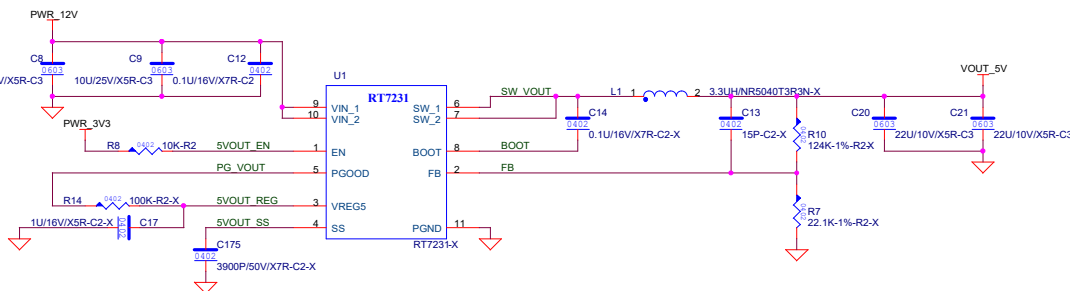 PWR_12V
C8
0603
V/X5R-C3
C9
0603
10U/25V/X5R-C3
C12
0402
0.1U/16V/X7R-C2
U1
RT7231
9
VIN_1
10
VIN_2
1
EN
5
PGOOD
3
VREG5
4
SS
6
SW_1
7
SW_2
8
BOOT
2
FB
11
PGND
RT7231-X
PWR_3V3
R8
0402
10K-R2
5VOUT_EN
PG_VOUT
R14
0402
100K-R2-X
5VOUT_REG
1U/16V/X5R-C2-X
0402
C17
5VOUT_SS
C175
0402
3900P/50V/X7R-C2-X
SW_VOUT
L1
1
2
3.3UH/NR5040T3R3N-X
C14
0402
0.1U/16V/X7R-C2-X
BOOT
FB
C13
0402
15P-C2-X
0402
R10
124K-1%-R2-X
0402
R7
22.1K-1%-R2-X
VOUT_5V
C20
0603
22U/10V/X5R-C3
C21
0603
22U/10V/X5R-C3